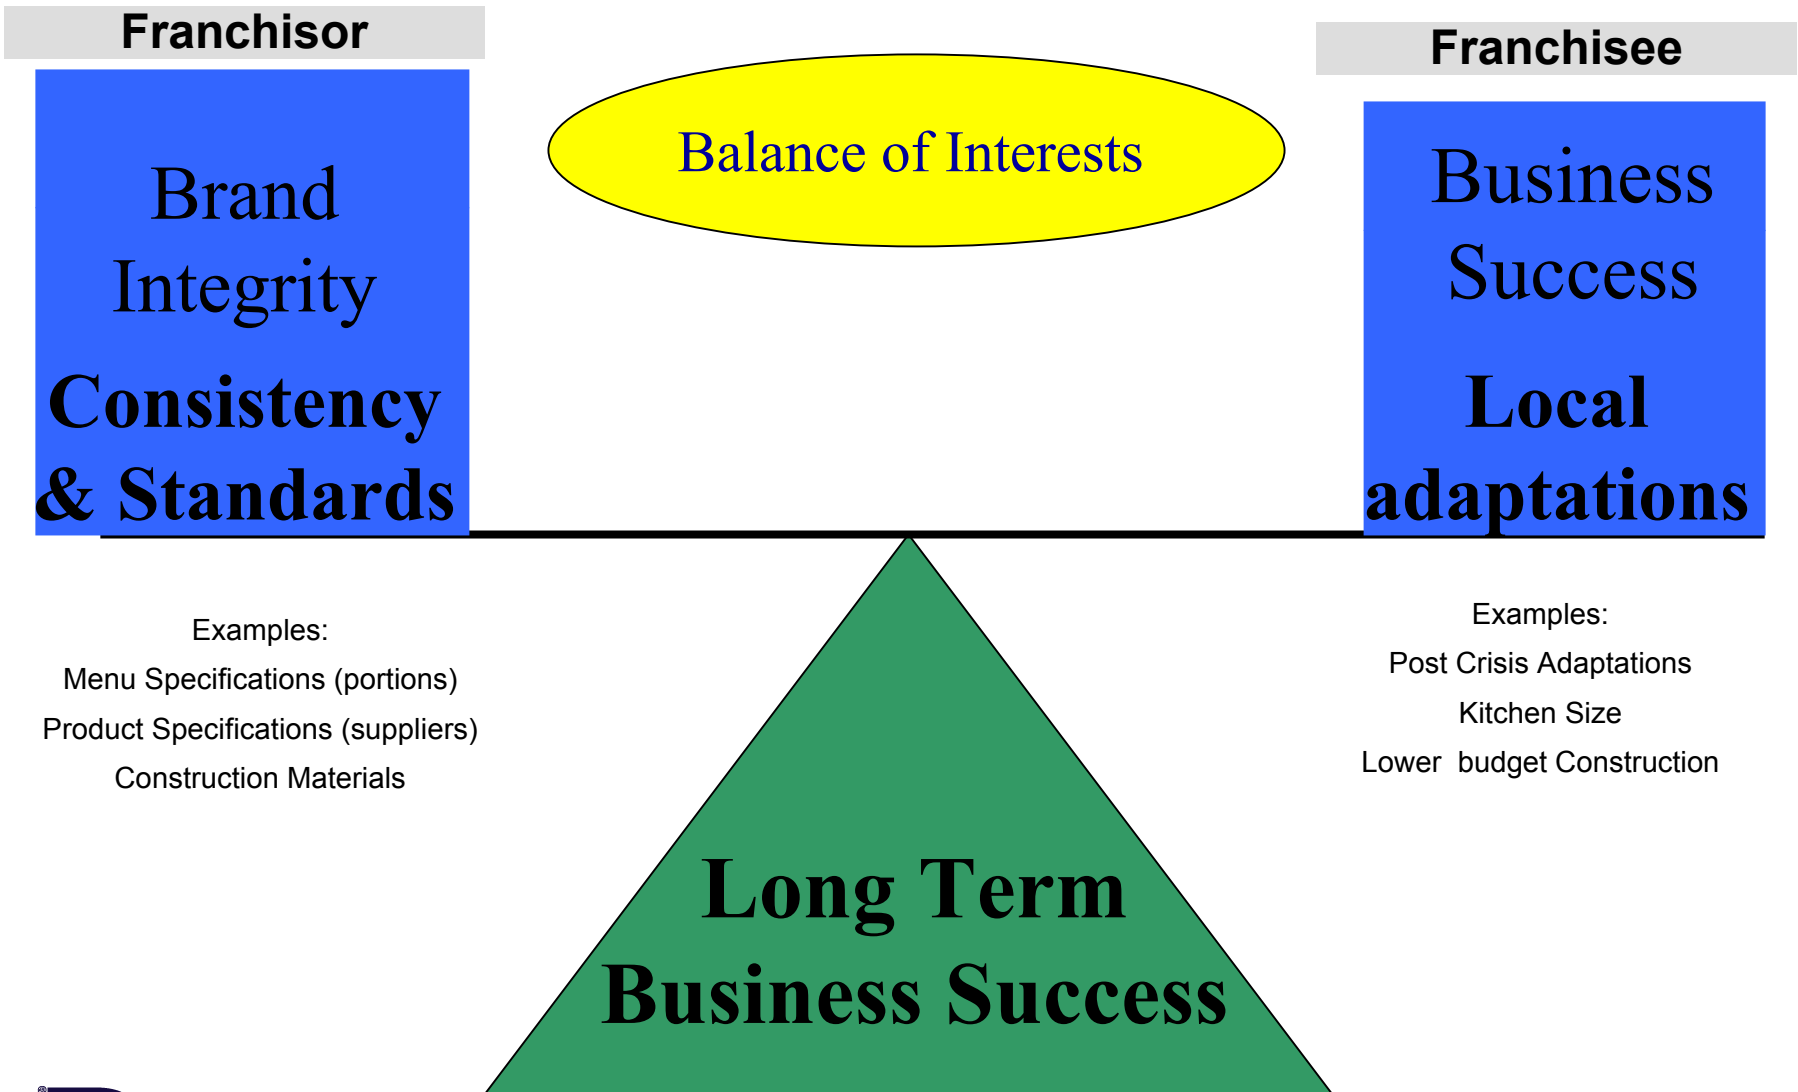 Franchisor
Franchisee
Balance of Interests
Brand
Integrity
Consistency
& Standards
Business
Success
Local
adaptations
Examples:
Menu Specifications (portions)
Product Specifications (suppliers)
Construction Materials
Examples:
Post Crisis Adaptations
Kitchen Size
Lower  budget Construction
Long Term
Business Success